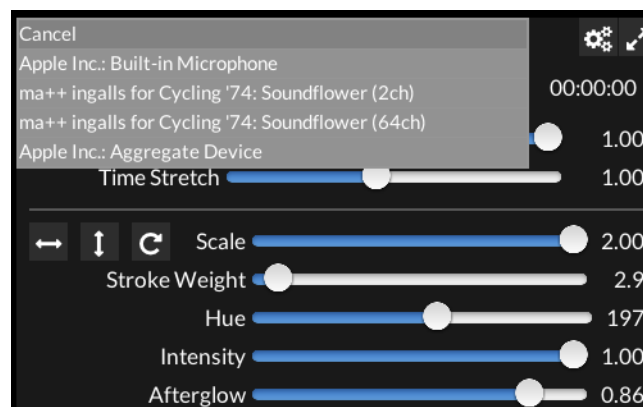 Cancel
Apple Inc.: Built-in Microphone
ma++ ingalls for Cycling '74: Soundflower (2ch)
ma++ ingalls for Cycling '74: Soundflower (64ch)
Apple Inc.: Aggregate Device
00:00:00
1.00
Time Stretch 1.00
Scale 2.00
Stroke Weight 2.9
Hue 197
Intensity 1.00
Afterglow 0.86